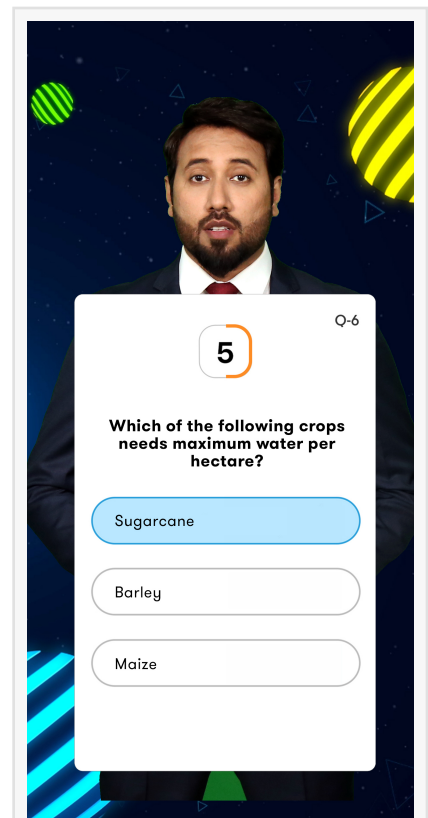 Q-6
5
Which of the following crops
needs maximum water per
hectare?
Sugarcane
Barley
Maize